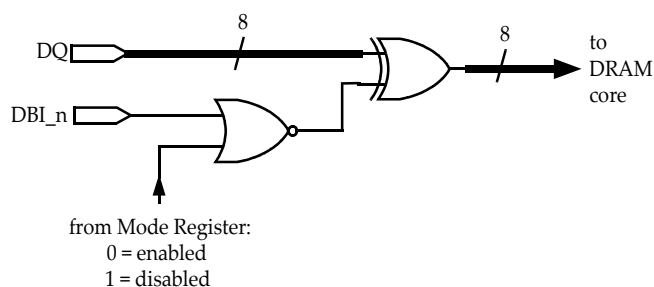 8
DQ
8
to
DRAM
core
DBI_n
from Mode Register:
0 = enabled
1 = disabled